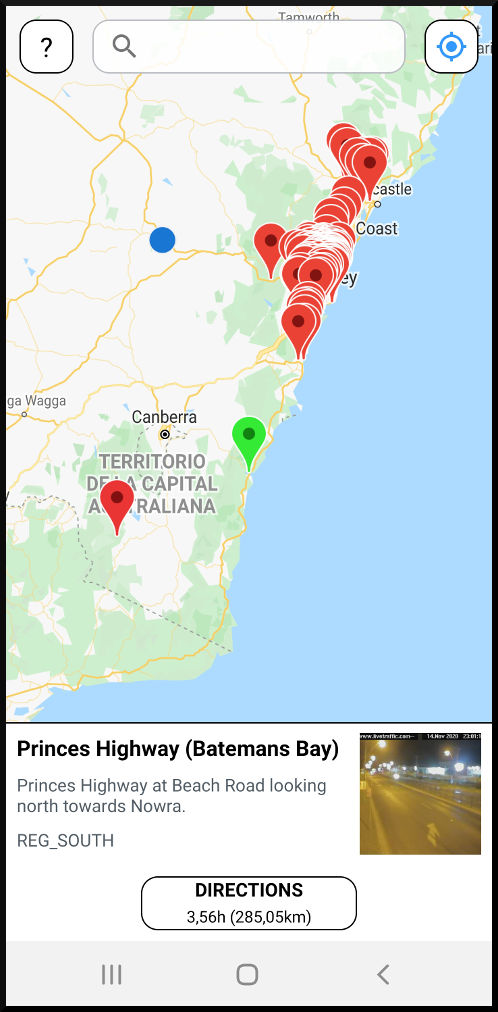 Tamworth
?
castle
Coast
ey
ga Wagga
Canberra
TERRITORIO
DE LA CAPITAL
AUSTRALIANA
Princes Highway (Batemans Bay)
www.livetraffic.com
14.Nov 2020 23:01:1
Princes Highway at Beach Road looking
north towards Nowra.
REG_SOUTH
DIRECTIONS
3,56h (285,05km)